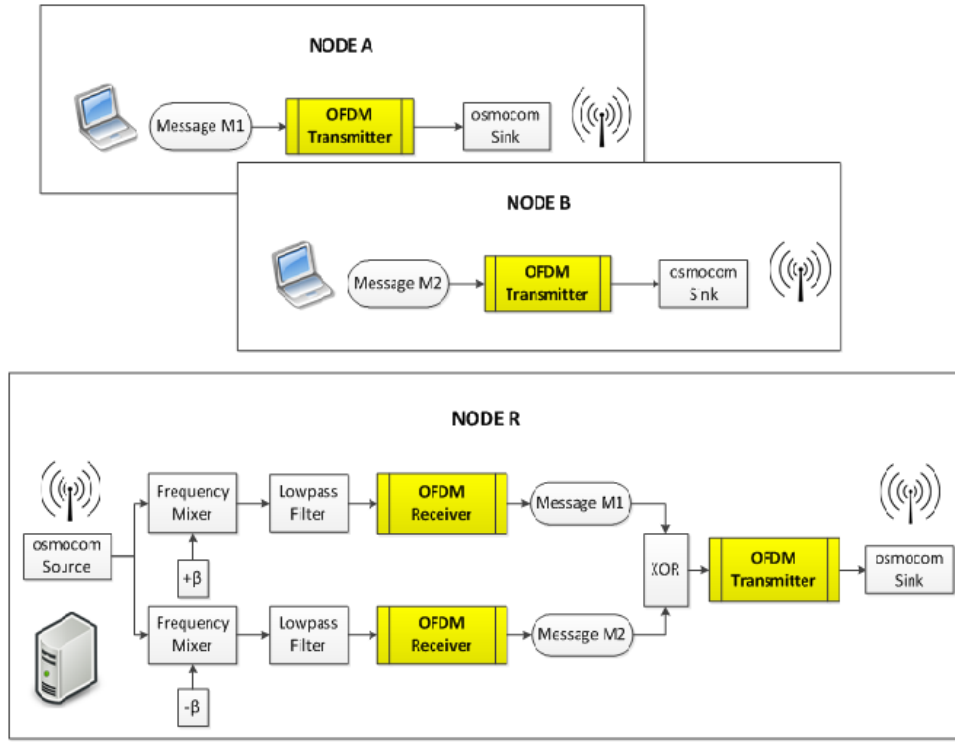 NODE A
Message M1
OFDM
Transmitter
osmocom
Sink
NODE B
Message M2
OFDM
Transmitter
osmocom
Sink
NODE R
osmocom
Source
Frequency
Mixer
+β
Lowpass
Filter
OFDM
Receiver
Message M1
Frequency
Mixer
-β
Lowpass
Filter
OFDM
Receiver
Message M2
XOR
OFDM
Transmitter
osmocom
Sink